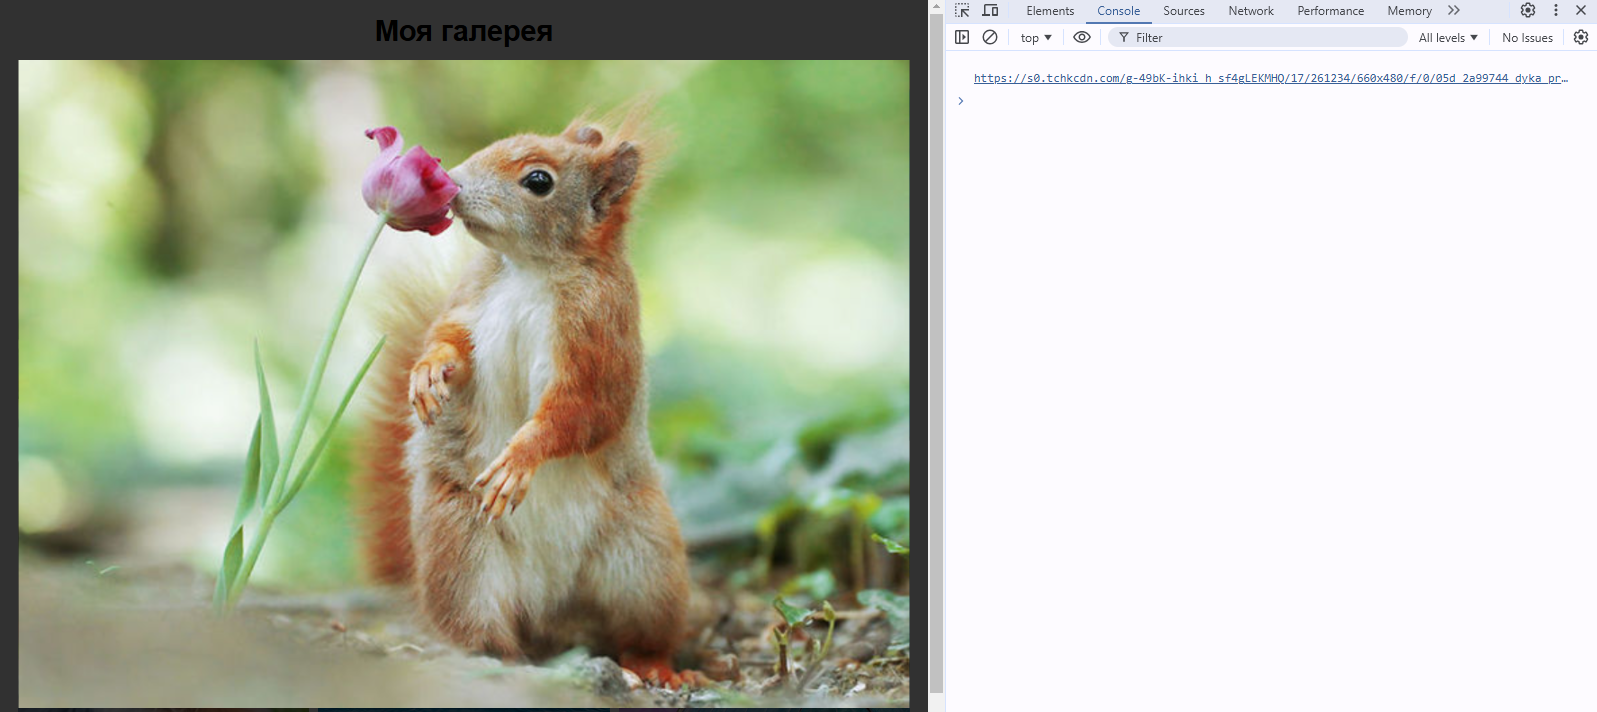 Моя галерея
Elements Console Sources Network Performance Memory
top Filter All levels No Issues
https://s0.tchkcdn.com/g-49bK-ihki_h_sf4gLEKMHQ/17/261234/660x480/f/0/05d_2a99744_dyka_pr…